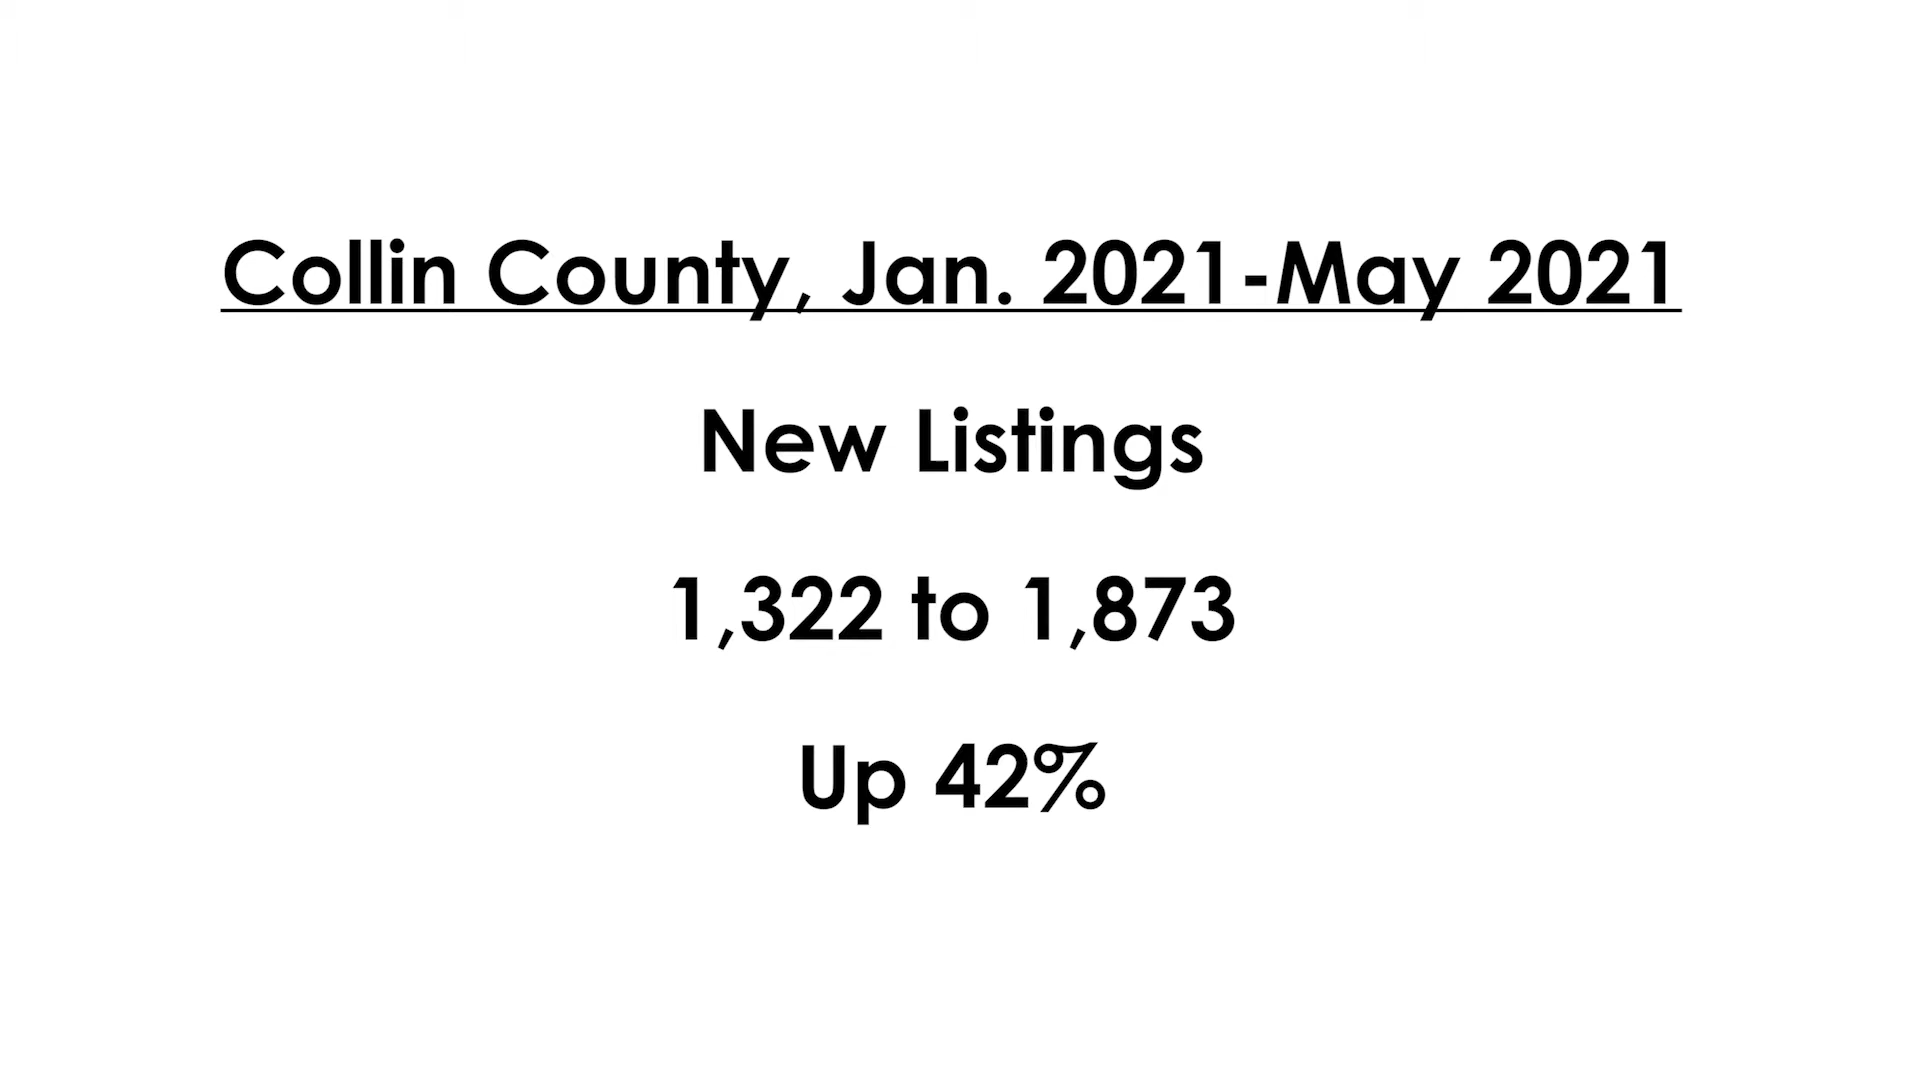 Collin County, Jan. 2021-May 2021
New Listings
1,322 to 1,873
Up 42%